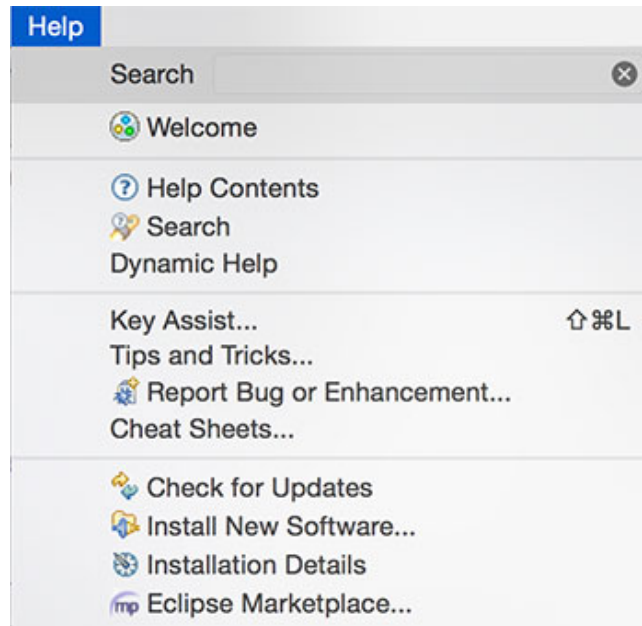 Help
Search
Welcome
Help Contents
Search
Dynamic Help
Key Assist... ⇧⌘L
Tips and Tricks...
Report Bug or Enhancement...
Cheat Sheets...
Check for Updates
Install New Software...
Installation Details
mp Eclipse Marketplace...